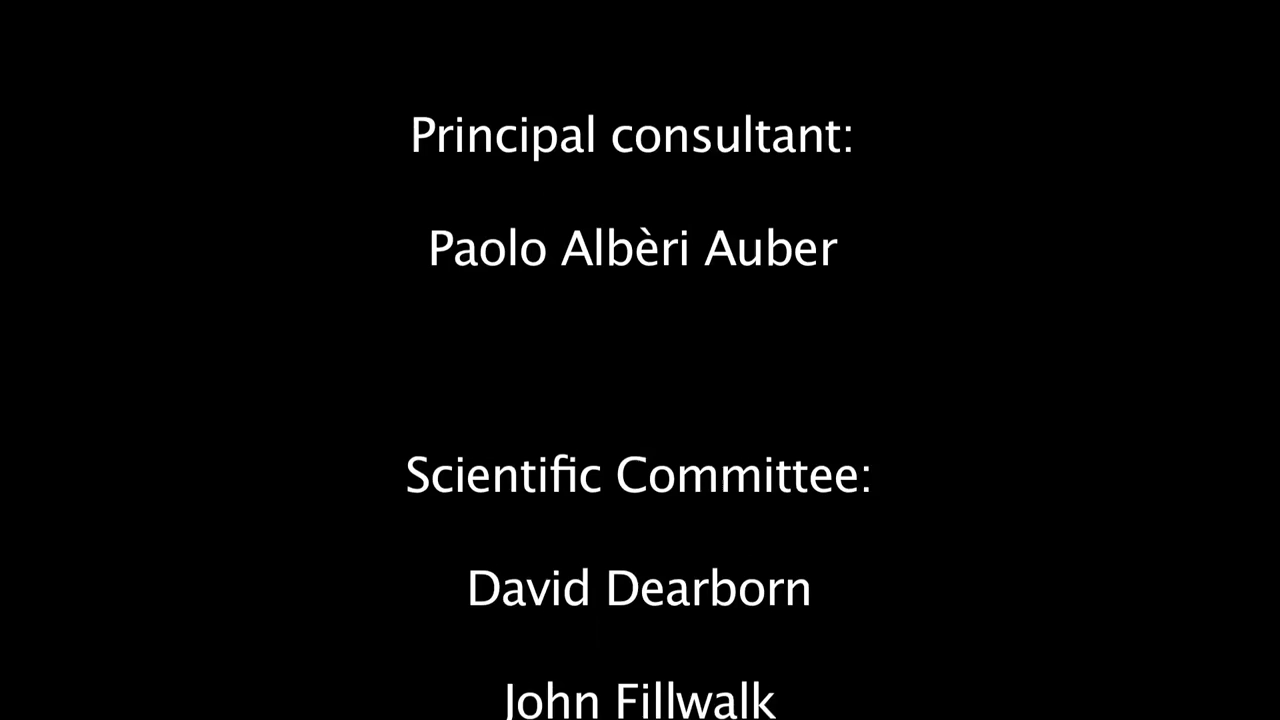 Principal consultant:
Paolo Albèri Auber
Scientific Committee:
David Dearborn
John Fillwalk